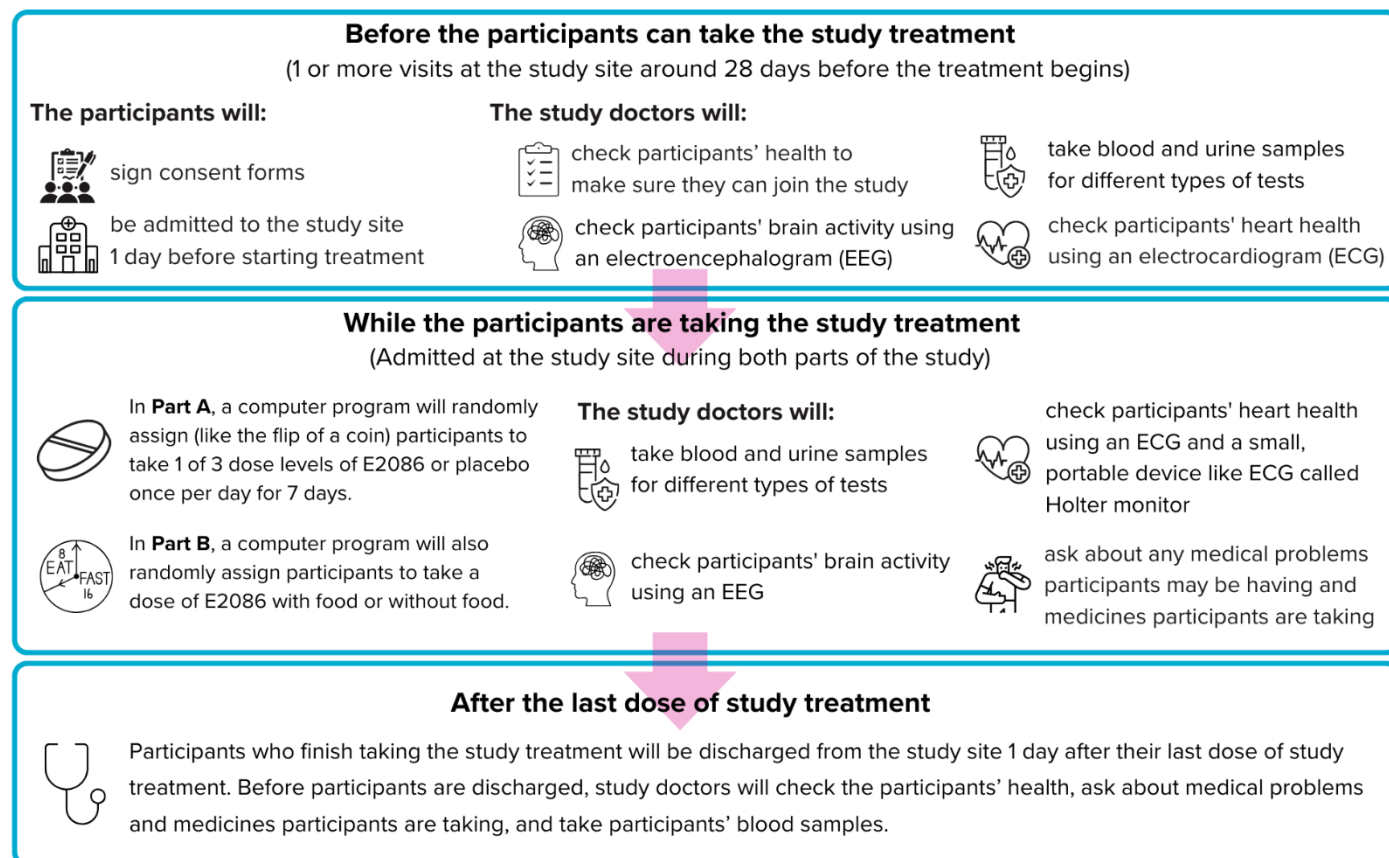 Before the participants can take the study treatment
(1 or more visits at the study site around 28 days before the treatment begins)
The participants will:
sign consent forms
be admitted to the study site
1 day before starting treatment
The study doctors will:
check participants’ health to
make sure they can join the study
check participants' brain activity using
an electroencephalogram (EEG)
take blood and urine samples
for different types of tests
check participants' heart health
using an electrocardiogram (ECG)
While the participants are taking the study treatment
(Admitted at the study site during both parts of the study)
In Part A, a computer program will randomly
assign (like the flip of a coin) participants to
take 1 of 3 dose levels of E2086 or placebo
once per day for 7 days.
8
EAT
FAST
16
In Part B, a computer program will also
randomly assign participants to take a
dose of E2086 with food or without food.
The study doctors will:
take blood and urine samples
for different types of tests
check participants' brain activity
using an EEG
check participants' heart health
using an ECG and a small,
portable device like ECG called
Holter monitor
ask about any medical problems
participants may be having and
medicines participants are taking
After the last dose of study treatment
Participants who finish taking the study treatment will be discharged from the study site 1 day after their last dose of study
treatment. Before participants are discharged, study doctors will check the participants’ health, ask about medical problems
and medicines participants are taking, and take participants’ blood samples.